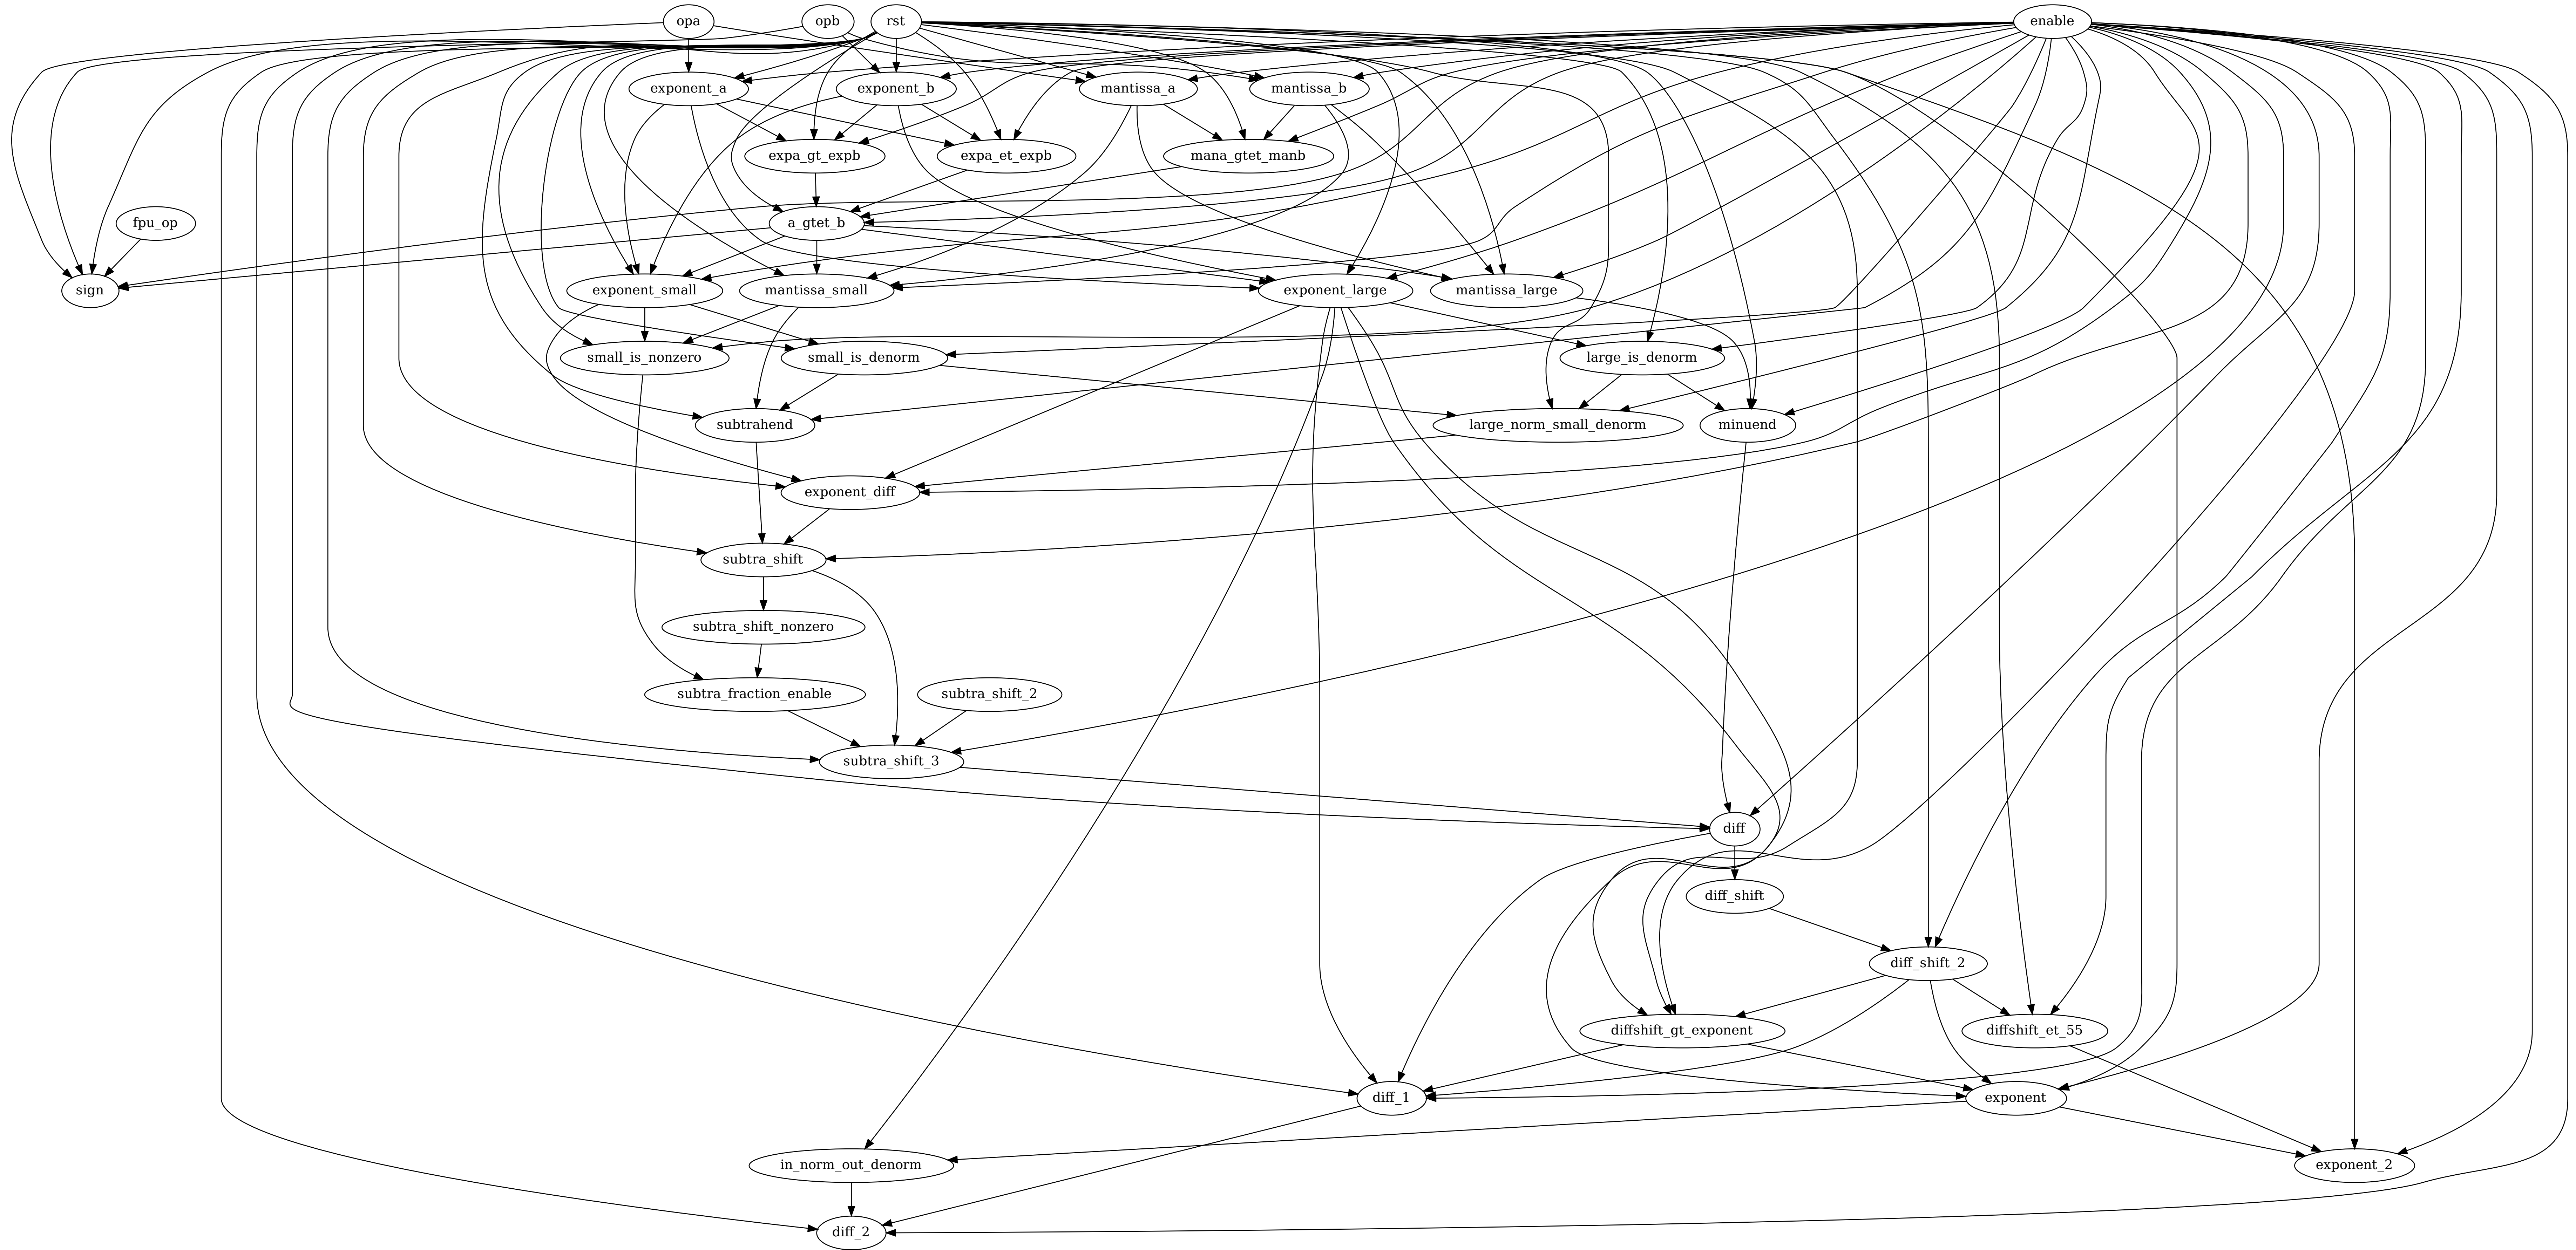 opa
opb
rst
enable
exponent_a
exponent_b
mantissa_a
mantissa_b
expa_gt_expb
expa_et_expb
mana_gtet_manb
fpu_op
a_gtet_b
sign
exponent_small
mantissa_small
exponent_large
mantissa_large
small_is_nonzero
small_is_denorm
large_is_denorm
subtrahend
large_norm_small_denorm
minuend
exponent_diff
subtra_shift
subtra_shift_nonzero
subtra_fraction_enable
subtra_shift_2
subtra_shift_3
diff
diff_shift
diff_shift_2
diffshift_gt_exponent
diffshift_et_55
diff_1
exponent
in_norm_out_denorm
exponent_2
diff_2